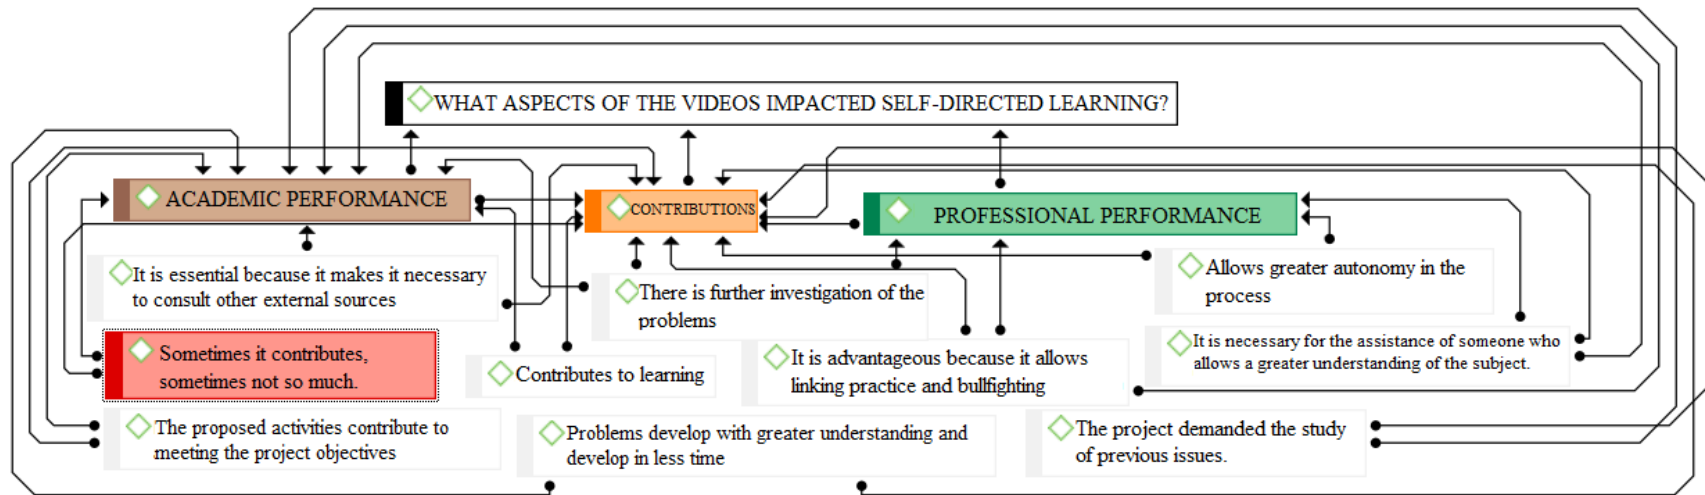 WHAT ASPECTS OF THE VIDEOS IMPACTED SELF-DIRECTED LEARNING?
ACADEMIC PERFORMANCE
CONTRIBUTIONS
PROFESSIONAL PERFORMANCE
It is essential because it makes it necessary
to consult other external sources
There is further investigation of the
problems
Allows greater autonomy in the
process
Sometimes it contributes,
sometimes not so much.
Contributes to learning
It is advantageous because it allows
linking practice and bullfighting
It is necessary for the assistance of someone who
allows a greater understanding of the subject.
The proposed activities contribute to
meeting the project objectives
Problems develop with greater understanding and
develop in less time
The project demanded the study
of previous issues.